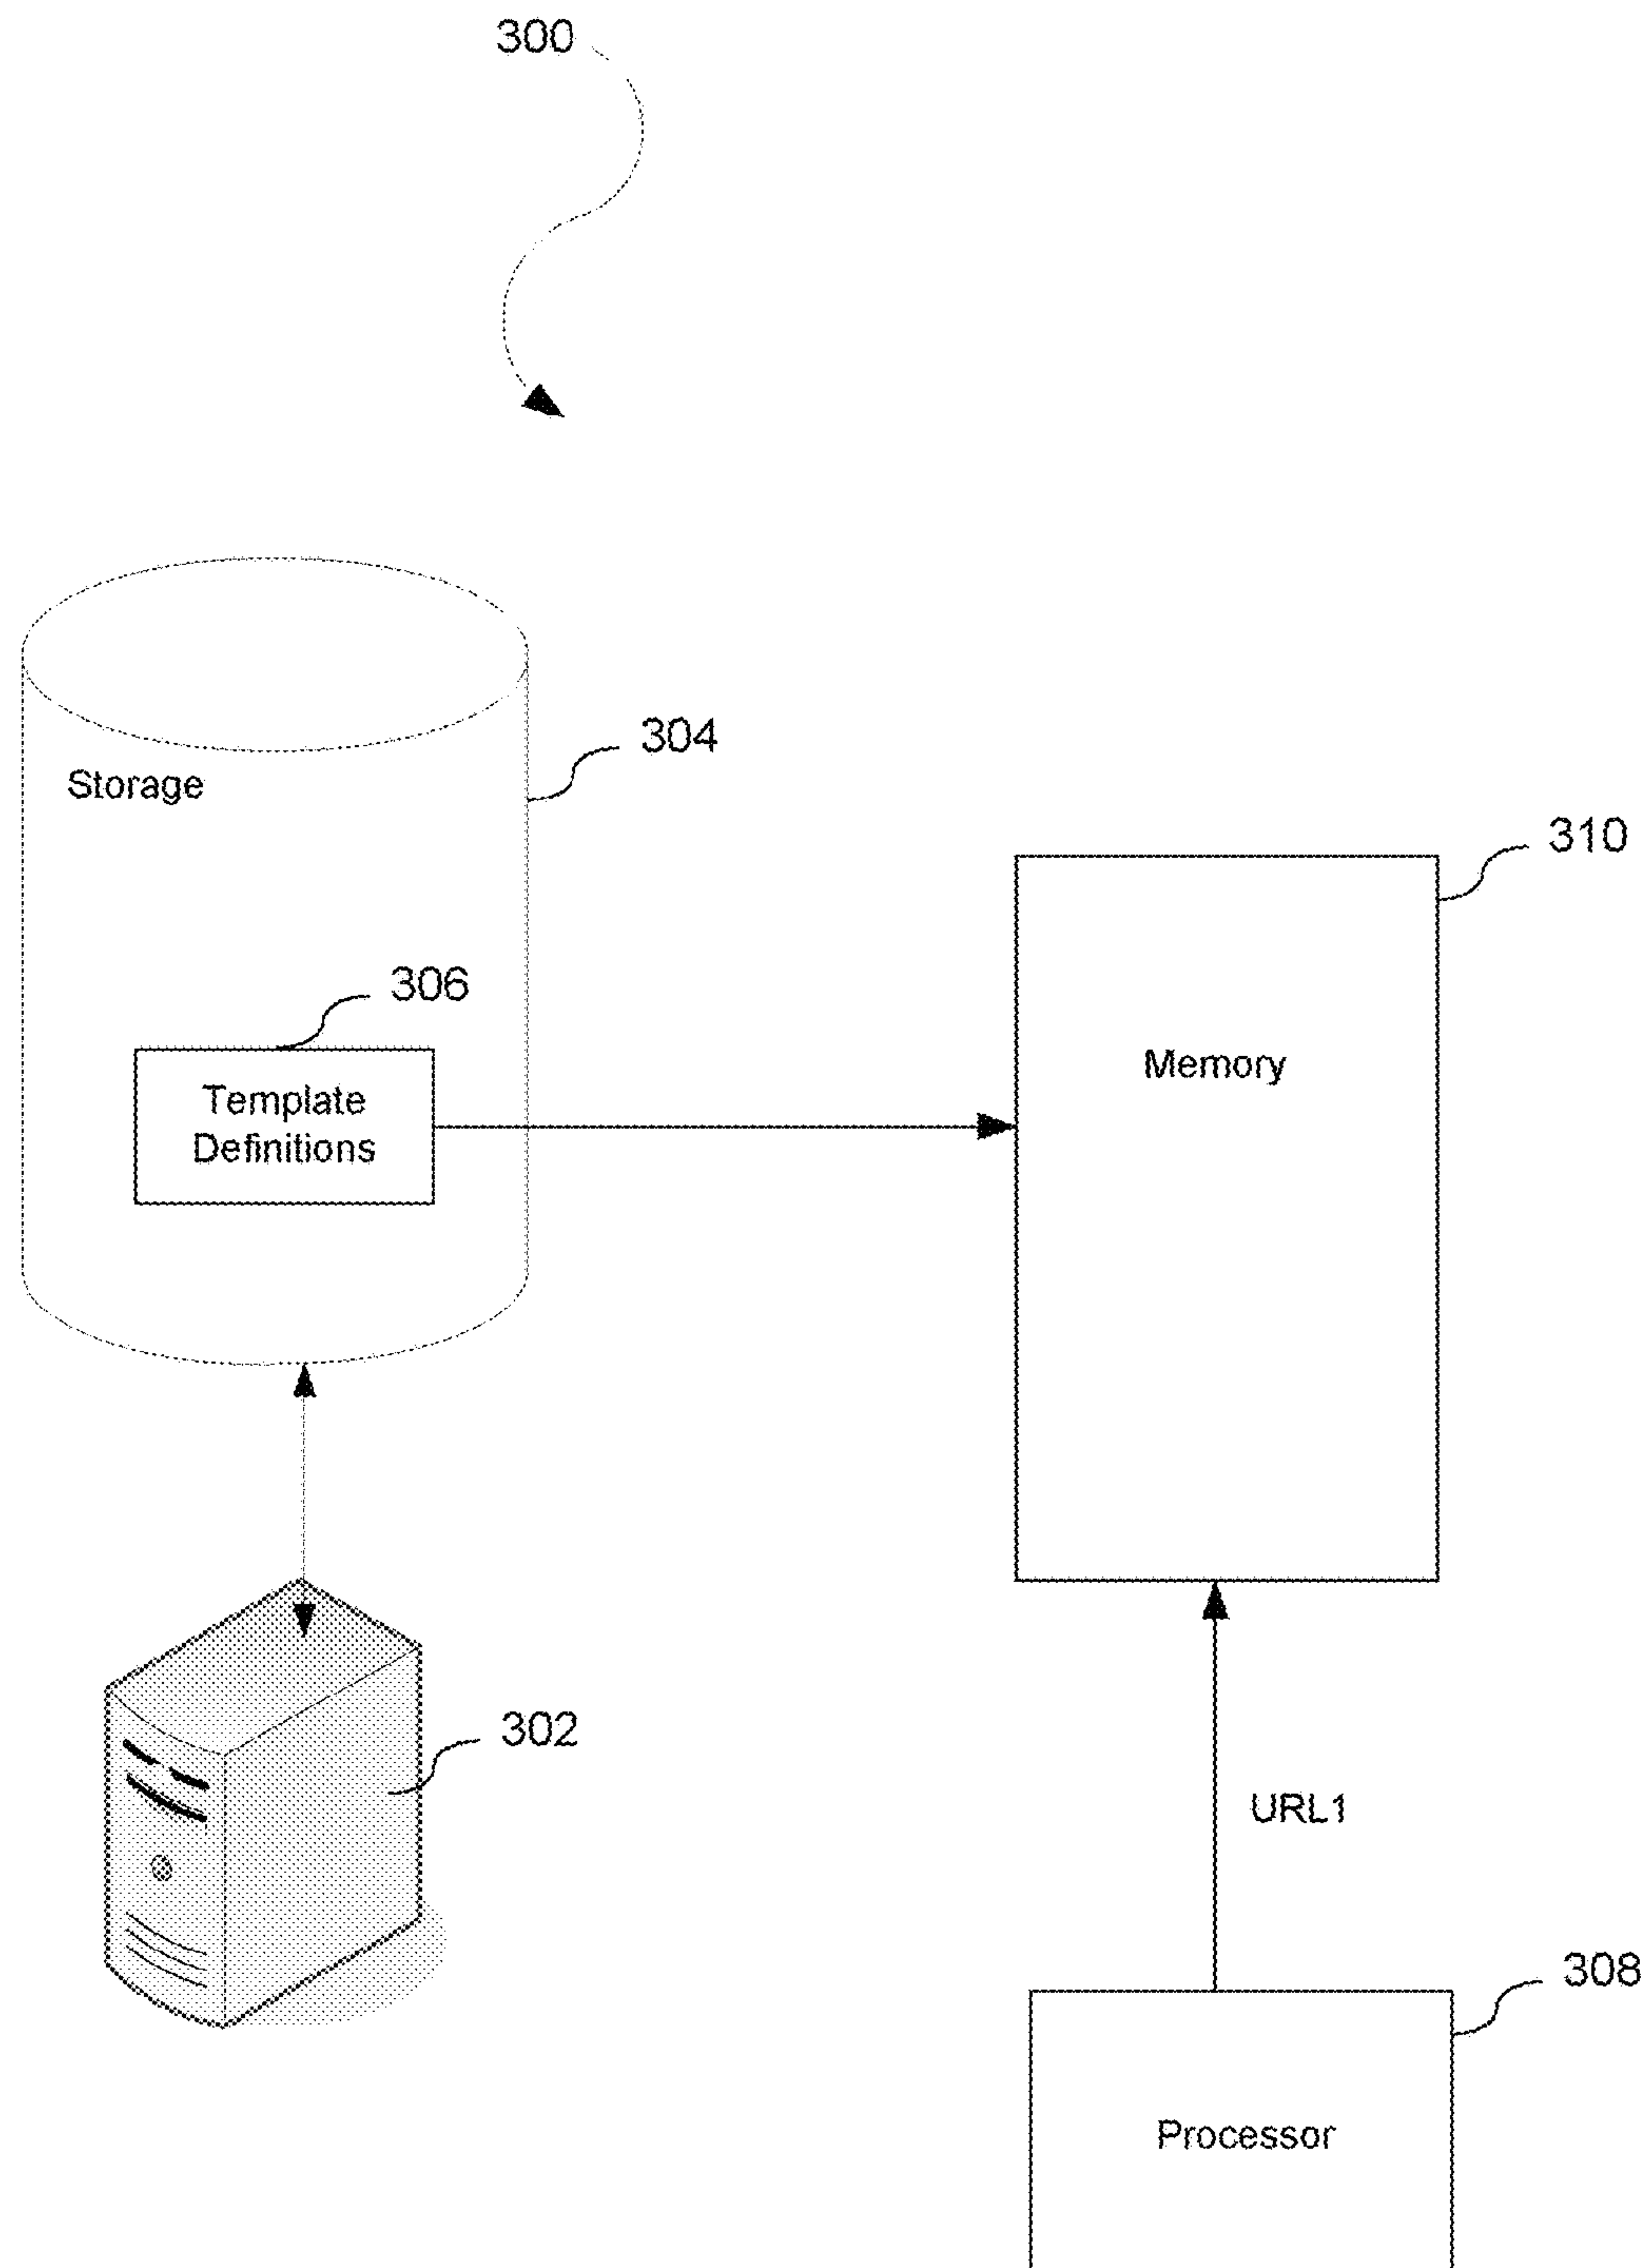 300
304
Storage
310
306
Memory
Template
Definitions
302
URL1
308
Processor